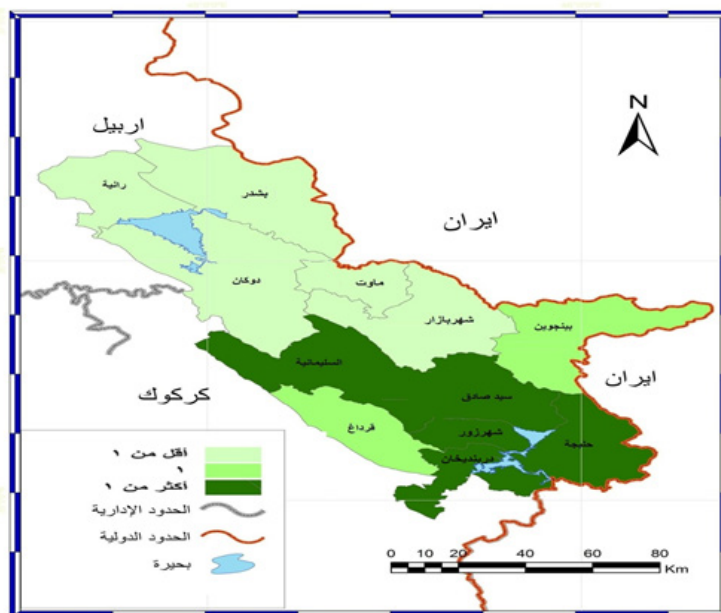 N
اربيل
رانية
بشدر
ايران
دوكان
ماوت
شهربازار
بينجوين
السليمانية
ايران
سيد صادق
كركوك
شهرزور
قرداغ
حلبجة
دربنديخان
أقل من ١
١
أكثر من ١
الحدود الإدارية
الحدود الدولية
بحيرة
0 10 20 40 60 80
Km